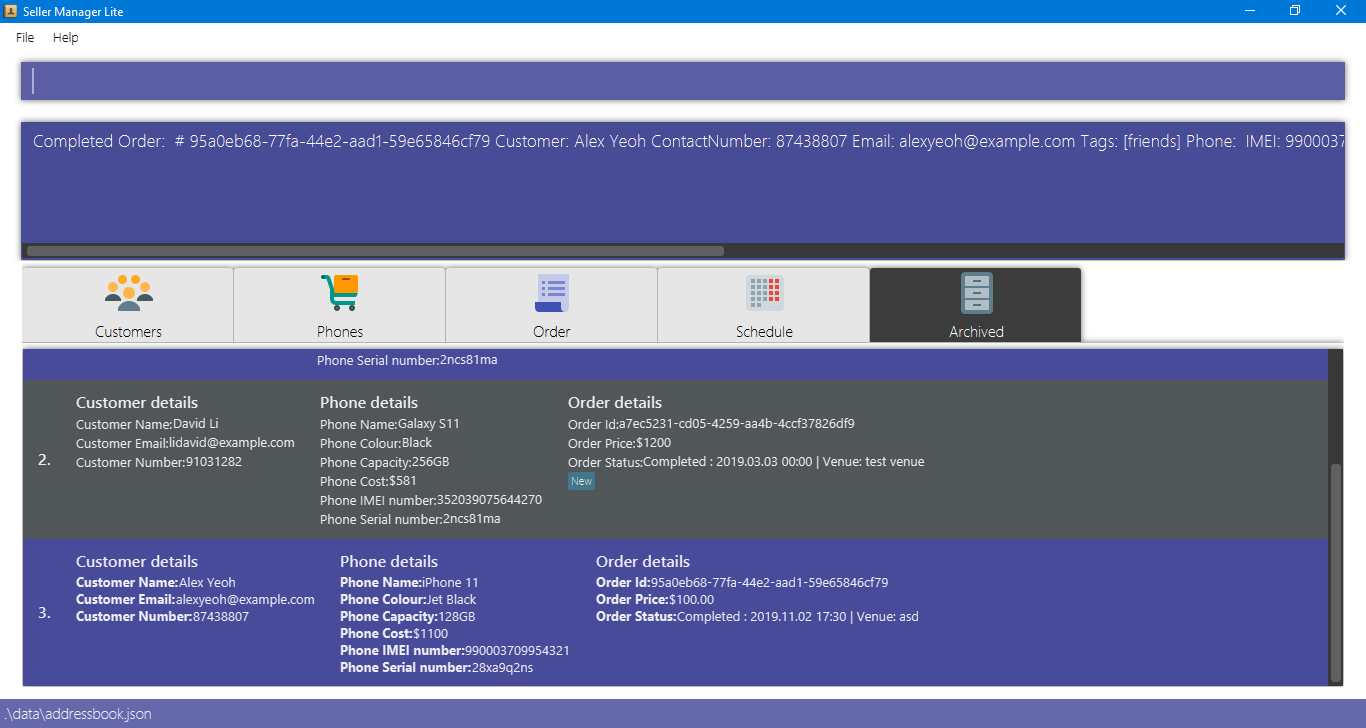 Seller Manager Lite
File Help
Completed Order: # 95a0eb68-77fa-44e2-aad1-59e65846cf79 Customer: Alex Yeoh ContactNumber: 87438807 Email: alexyeoh@example.com Tags: [friends] Phone: IMEI: 9900037
Customers Phones Order Schedule Archived
Phone Serial number:2ncs81ma
2.
Customer details
Customer Name:David Li
Customer Email:lidavid@example.com
Customer Number:91031282
Phone details
Phone Name:Galaxy S11
Phone Colour:Black
Phone Capacity:256GB
Phone Cost:$581
Phone IMEI number:352039075644270
Phone Serial number:2ncs81ma
Order details
Order Id:a7ec5231-cd05-4259-aa4b-4ccf37826df9
Order Price:$1200
Order Status:Completed : 2019.03.03 00:00 | Venue: test venue
New
3.
Customer details
Customer Name:Alex Yeoh
Customer Email:alexyeoh@example.com
Customer Number:87438807
Phone details
Phone Name:iPhone 11
Phone Colour:Jet Black
Phone Capacity:128GB
Phone Cost:$1100
Phone IMEI number:990003709954321
Phone Serial number:28xa9q2ns
Order details
Order Id:95a0eb68-77fa-44e2-aad1-59e65846cf79
Order Price:$100.00
Order Status:Completed : 2019.11.02 17:30 | Venue: asd
.\data\addressbook.json